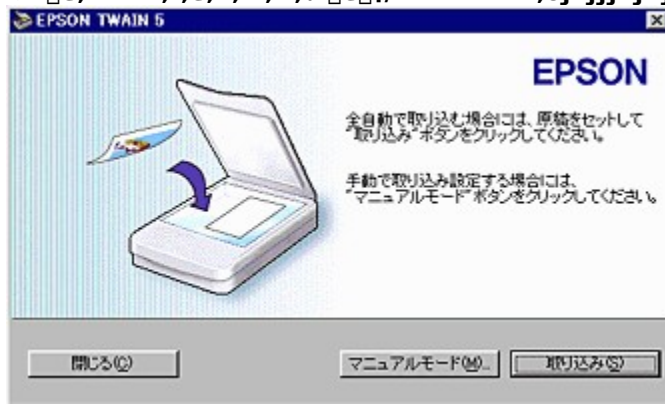 EPSON TWAIN 5
EPSON
全自動で取り込む場合には、原稿をセットして
"取り込み"ボタンをクリックしてください。
手動で取り込み設定する場合には、
"マニュアルモード"ボタンをクリックしてください。
閉じる(C)
マニュアルモード(M)...
取り込み(S)